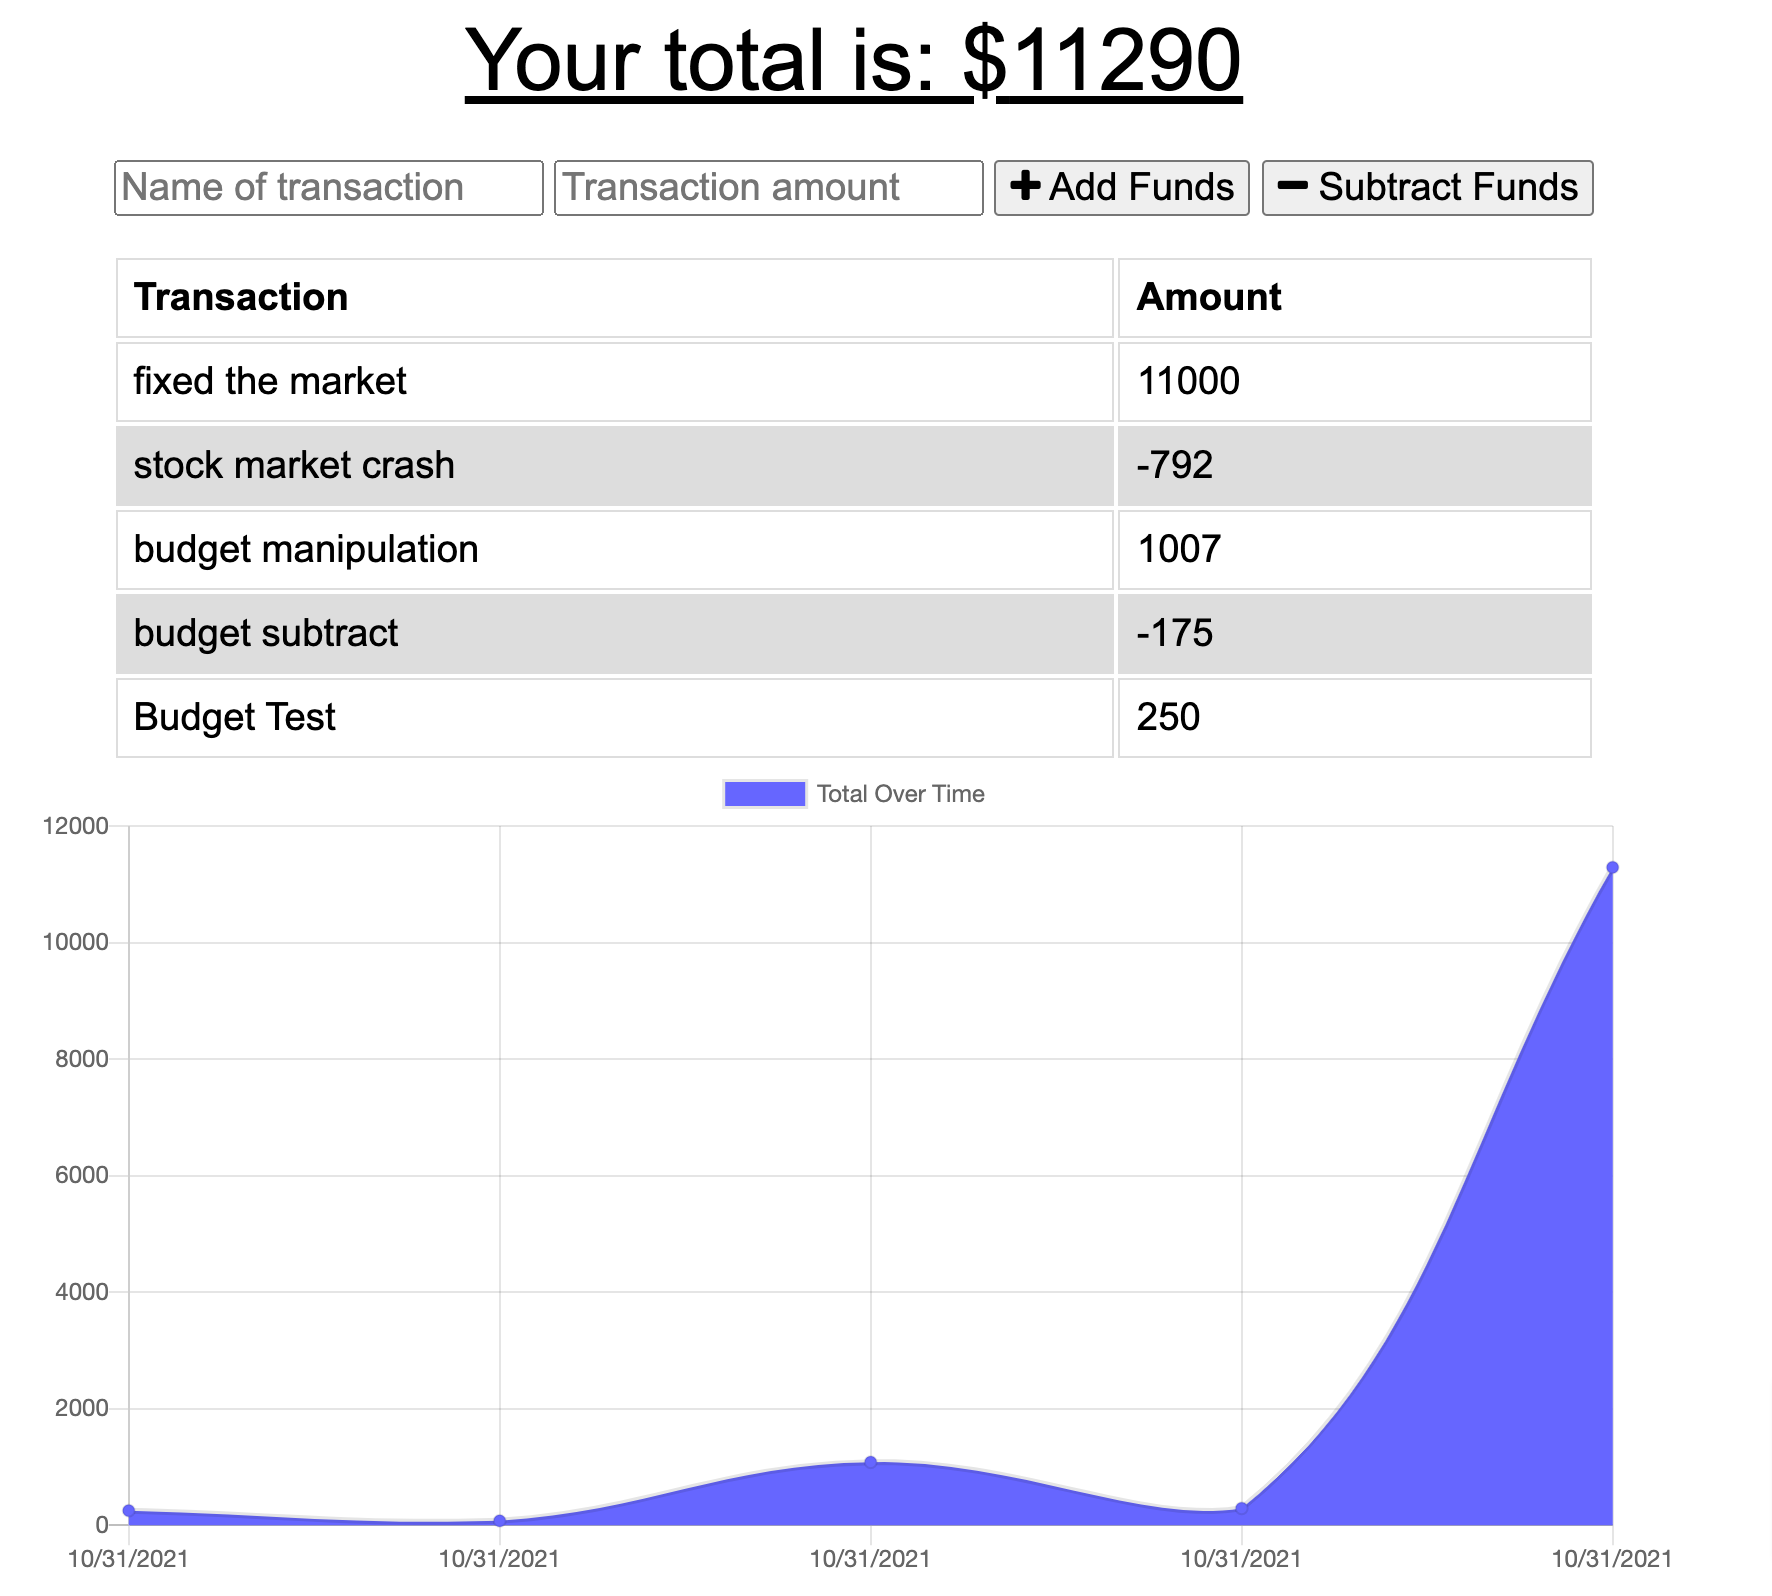 Your total is: $11290
Name of transaction Transaction amount Add Funds Subtract Funds
Transaction Amount
fixed the market 11000
stock market crash -792
budget manipulation 1007
budget subtract -175
Budget Test 250
Total Over Time
12000
10000
8000
6000
4000
2000
0
10/31/2021 10/31/2021 10/31/2021 10/31/2021 10/31/2021